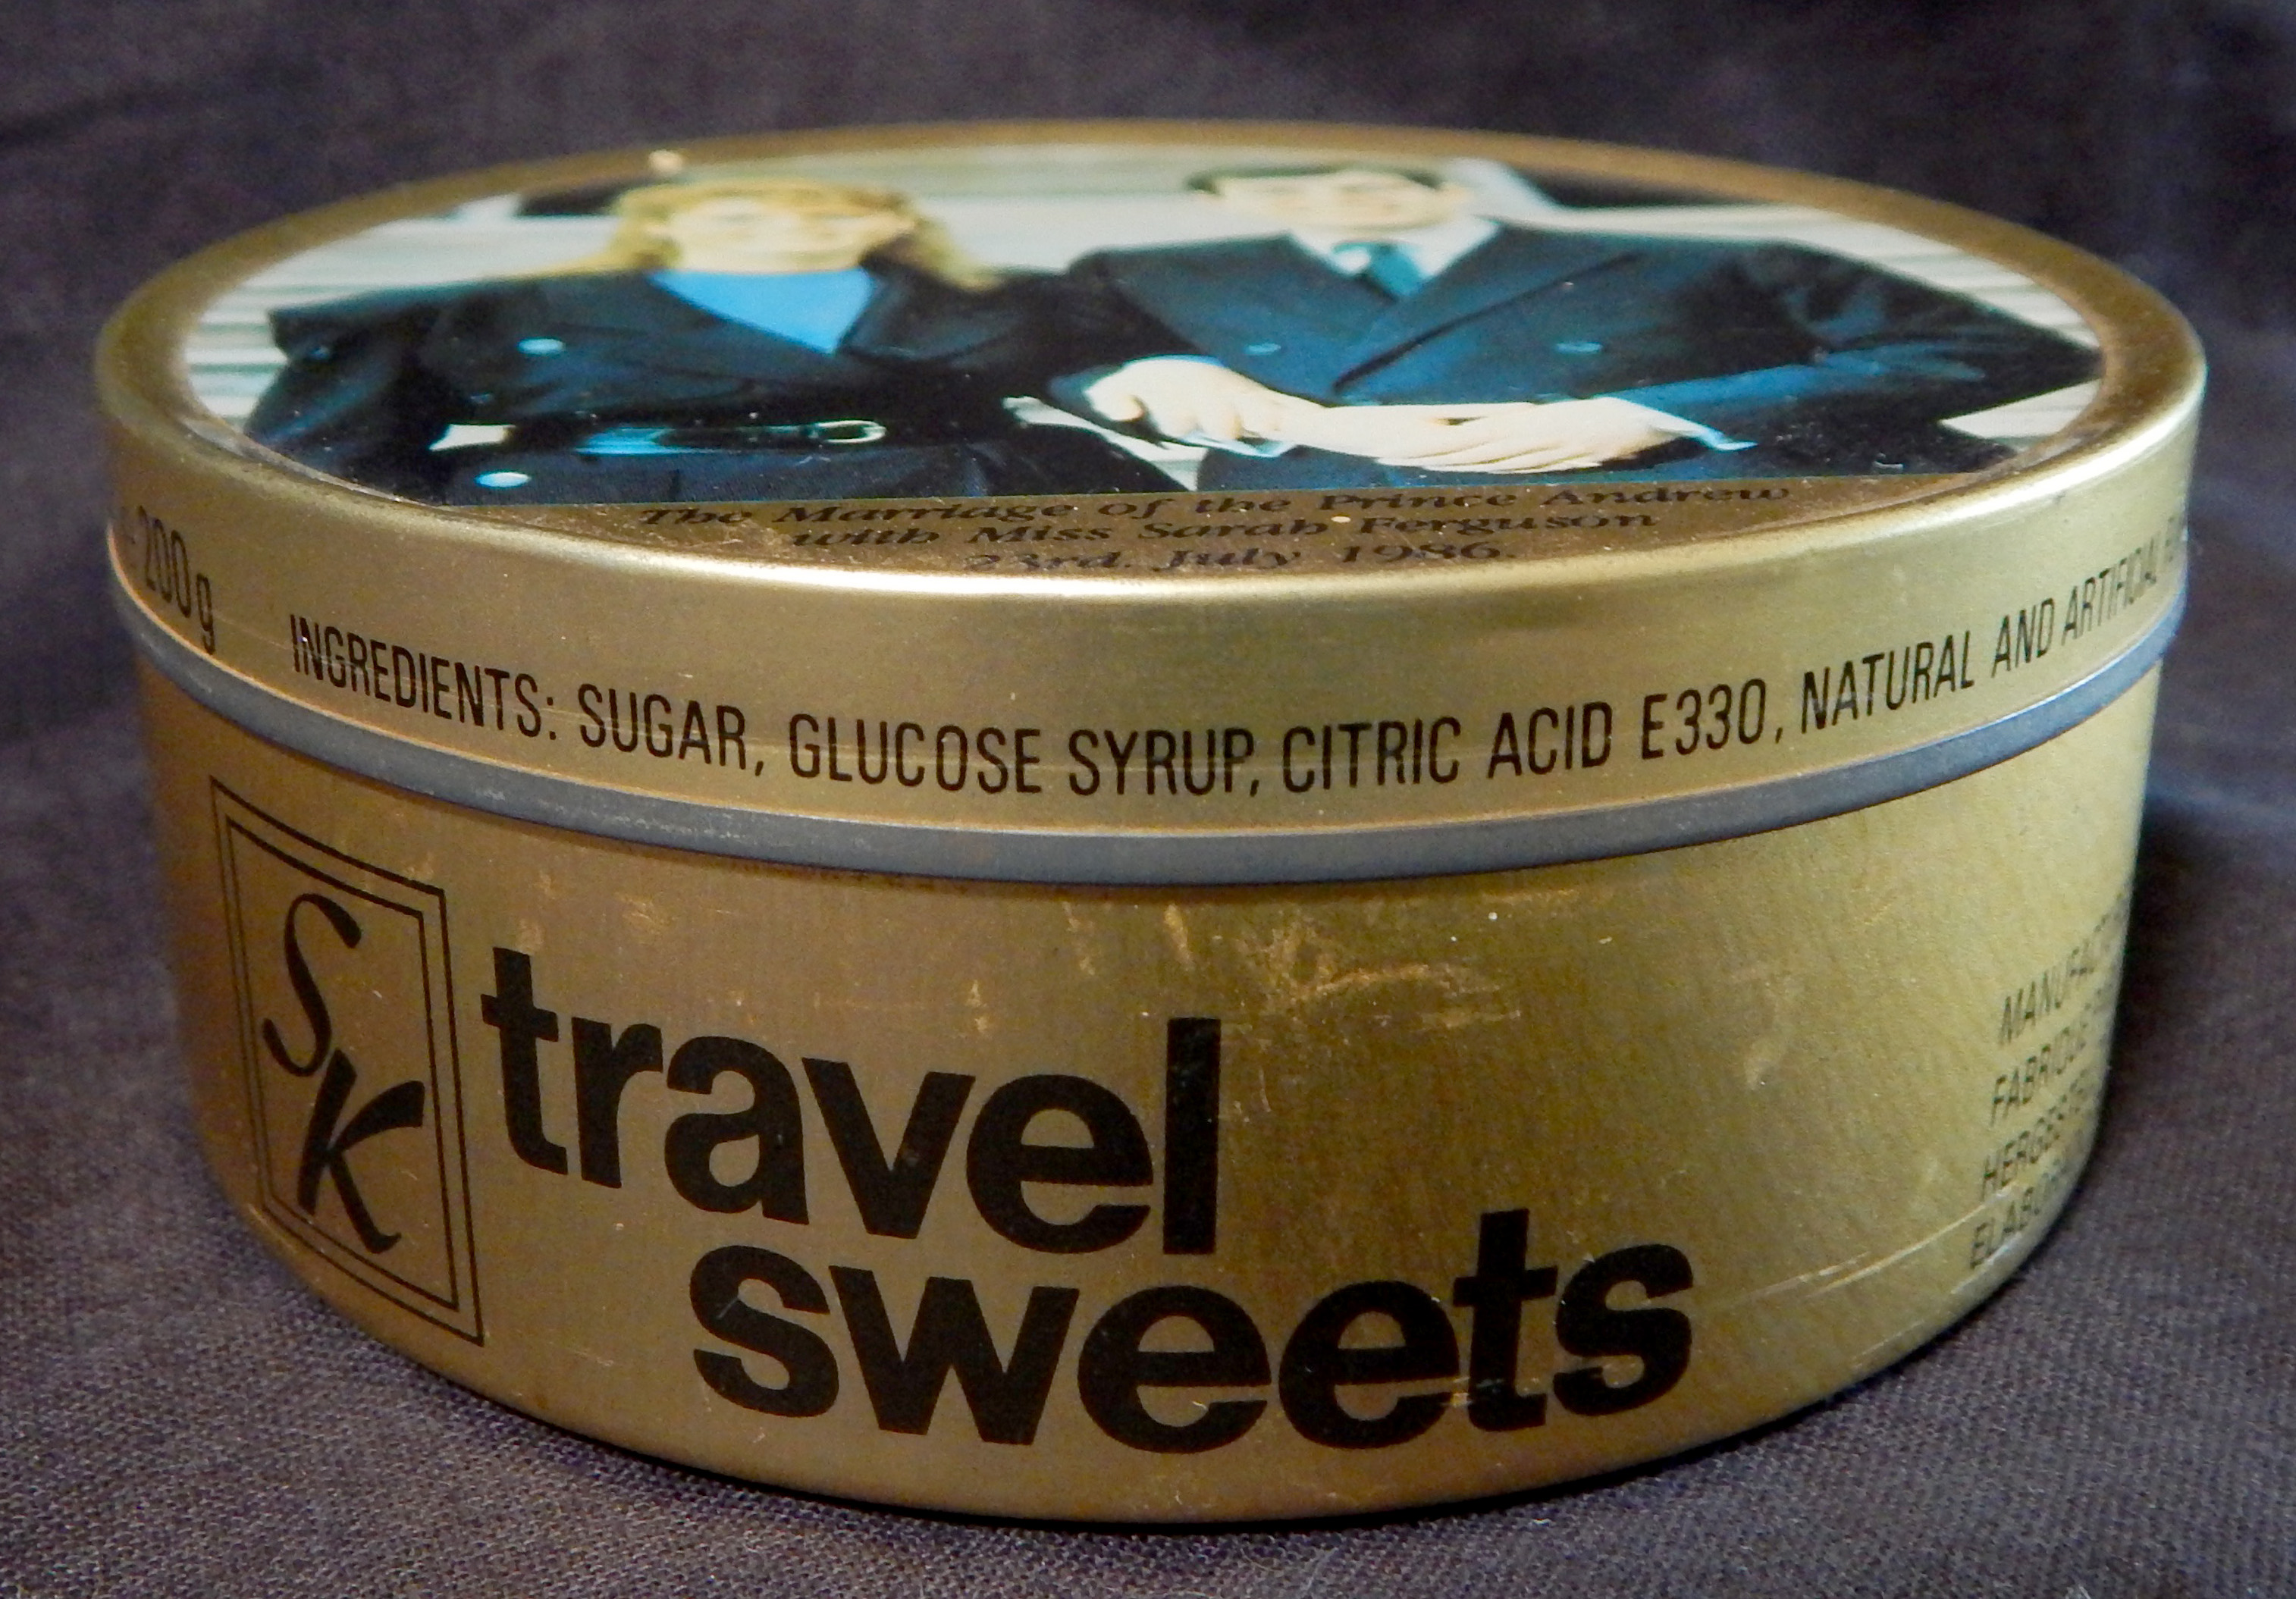 The Marriage of the Prince Andrew
with Miss Sarah Ferguson
23rd. July 1986.
200g
INGREDIENTS: SUGAR, GLUCOSE SYRUP, CITRIC ACID E330, NATURAL AND ARTIFICIAL
SK
travel
sweets